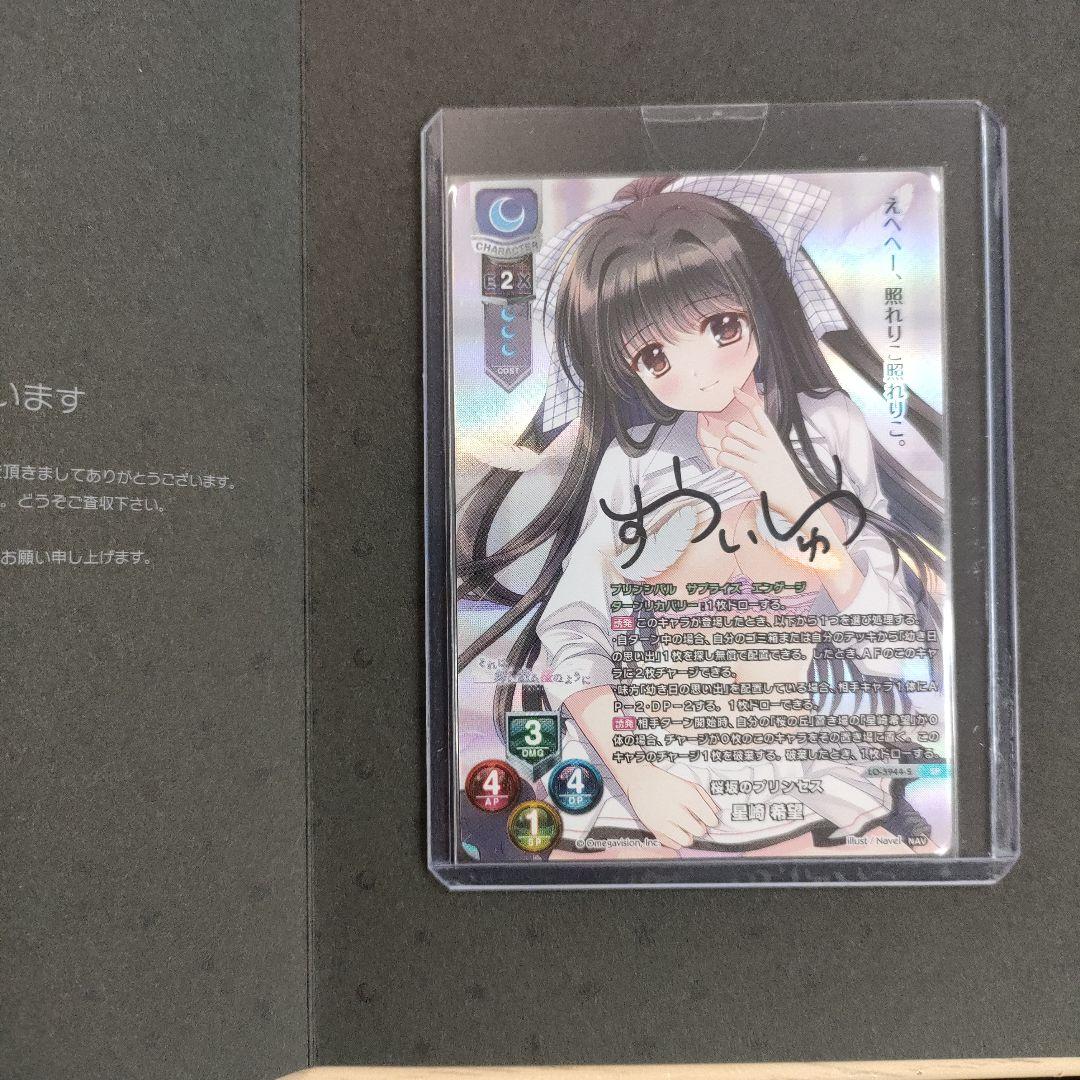 います
頂きましてありがとうございます。
。どうぞご査収下さい。
お願い申し上げます。
CHARACTER
EX 2
COST
えへへー、照れりこ照れりこ。
プリンシパル サプライズ エンゲージ
ターンリカバリー:1枚ドローする。
誘発 このキャラが登場したとき、以下から1つを選び処理する。
・自ターン中の場合、自分のゴミ箱または自分のデッキから「幼き日
の思い出」1枚を探し無償で配置できる。したとき、AFのこのキャ
ラに2枚チャージできる。
・味方「幼き日の思い出」を配置している場合、相手キャラ1体にA
P-2・DP-2する。1枚ドローできる。
誘発 相手ターン開始時、自分の「桜の丘」置き場の「星崎希望」が0
体の場合、チャージが0枚のこのキャラをその置き場に置く。この
キャラのチャージ1枚を破棄する。破棄したとき、1枚ドローする。
LO-3944-S SP
3 DMG
4 AP
4 DP
1 SP
桜坂のプリンセス
星崎 希望
© Omegavision, Inc.
illust / Navel NAV